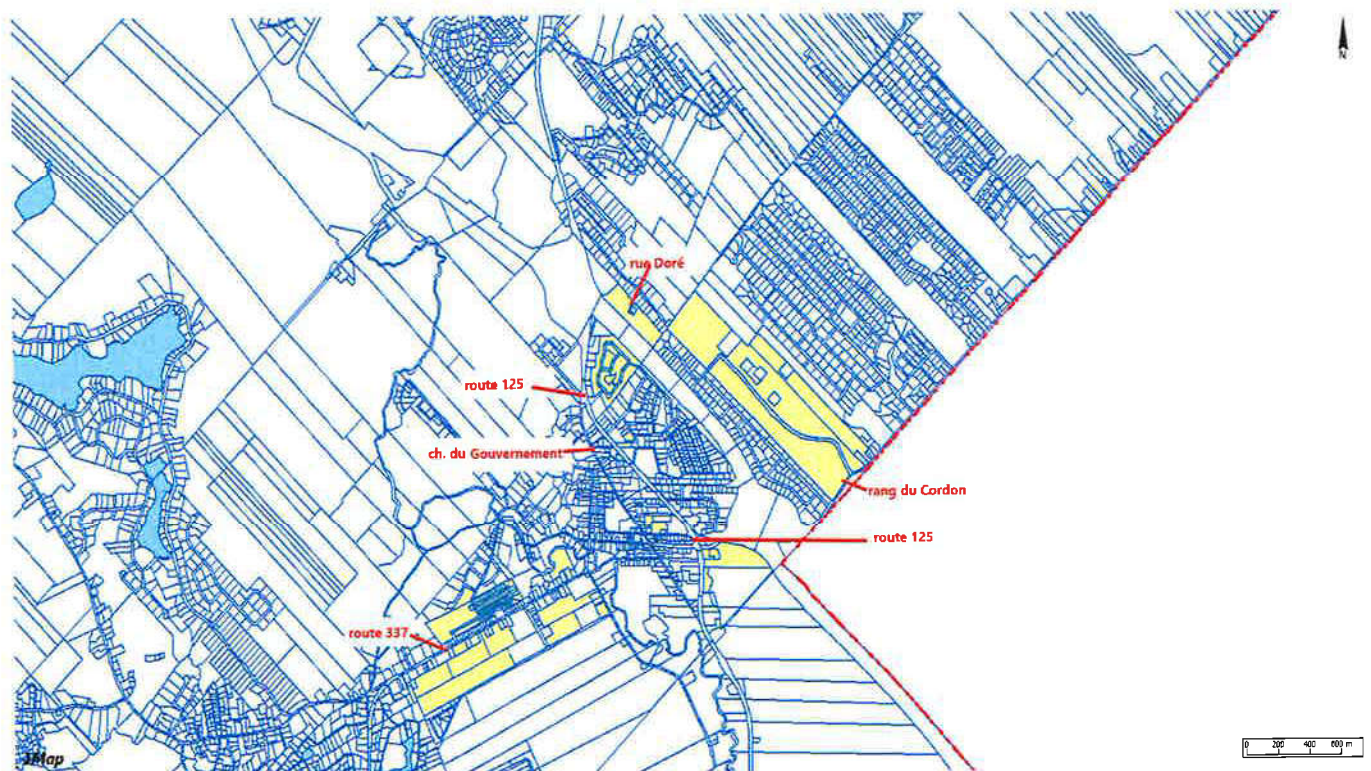 N
rue Doré
route 125
ch. du Gouvernement
rang du Cordon
route 125
route 337
JMap
0 200 400 600 m